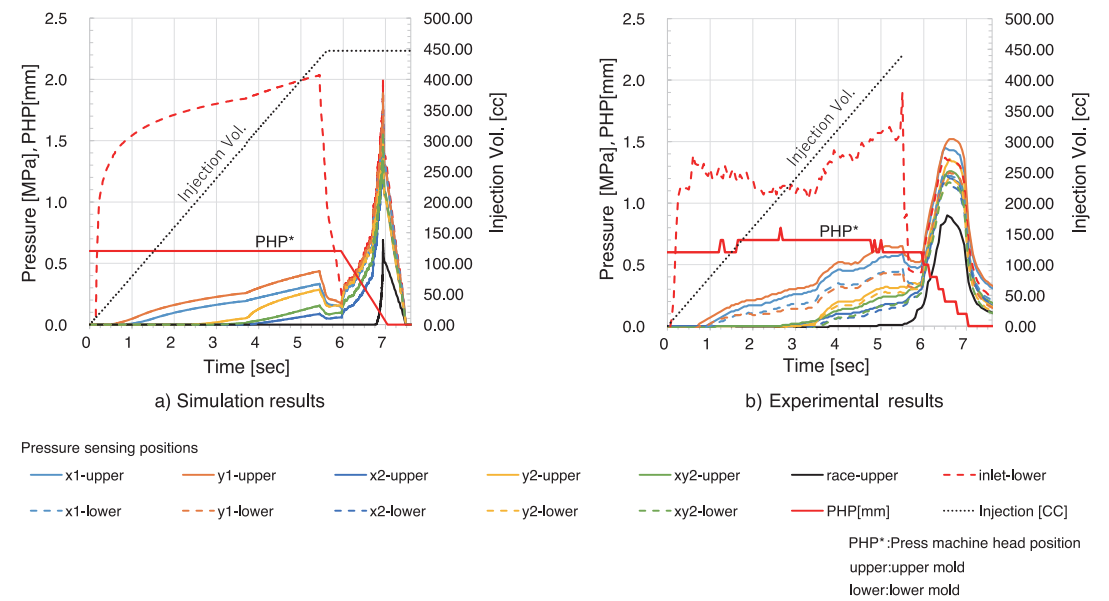 2.5
2.0
1.5
1.0
0.5
0.0
Pressure [MPa], PHP[mm]
500.00
450.00
400.00
350.00
300.00
250.00
200.00
150.00
100.00
50.00
0.00
Injection Vol. [cc]
Injection Vol.
PHP*
0 1 2 3 4 5 6 7
Time [sec]
a) Simulation results
2.5
2.0
1.5
1.0
0.5
0.0
Pressure [MPa], PHP[mm]
500.00
450.00
400.00
350.00
300.00
250.00
200.00
150.00
100.00
50.00
0.00
Injection Vol. [cc]
Injection Vol.
PHP*
0 1 2 3 4 5 6 7
Time [sec]
b) Experimental results
Pressure sensing positions
x1-upper y1-upper x2-upper y2-upper xy2-upper race-upper inlet-lower
x1-lower y1-lower x2-lower y2-lower xy2-lower PHP[mm] Injection [CC]
PHP*:Press machine head position
upper:upper mold
lower:lower mold